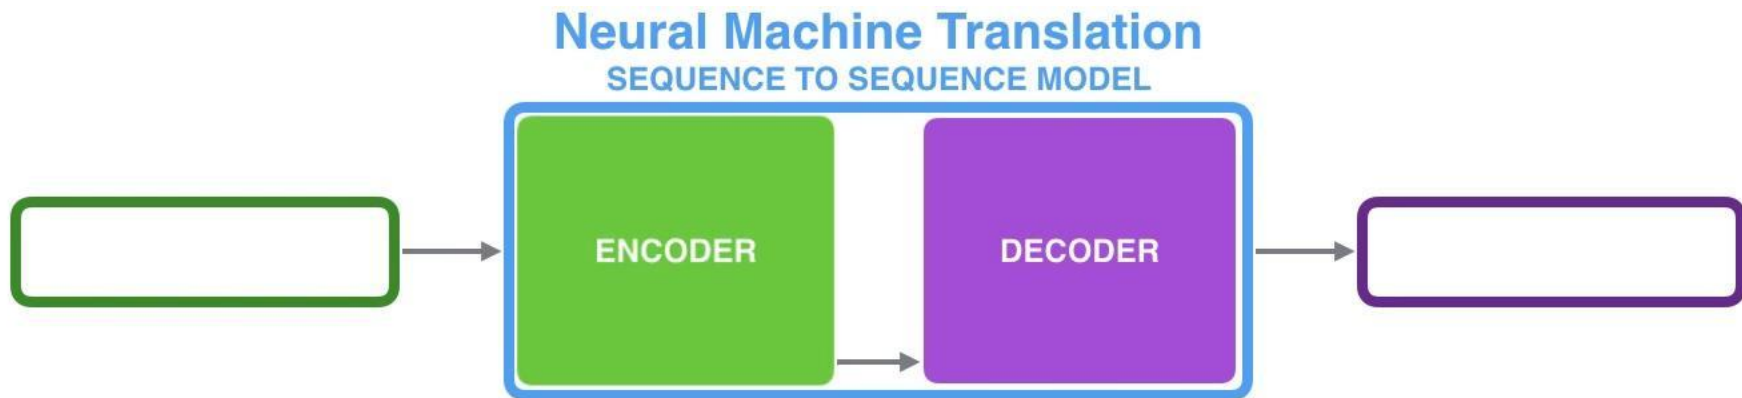 Neural Machine Translation
SEQUENCE TO SEQUENCE MODEL
ENCODER
DECODER